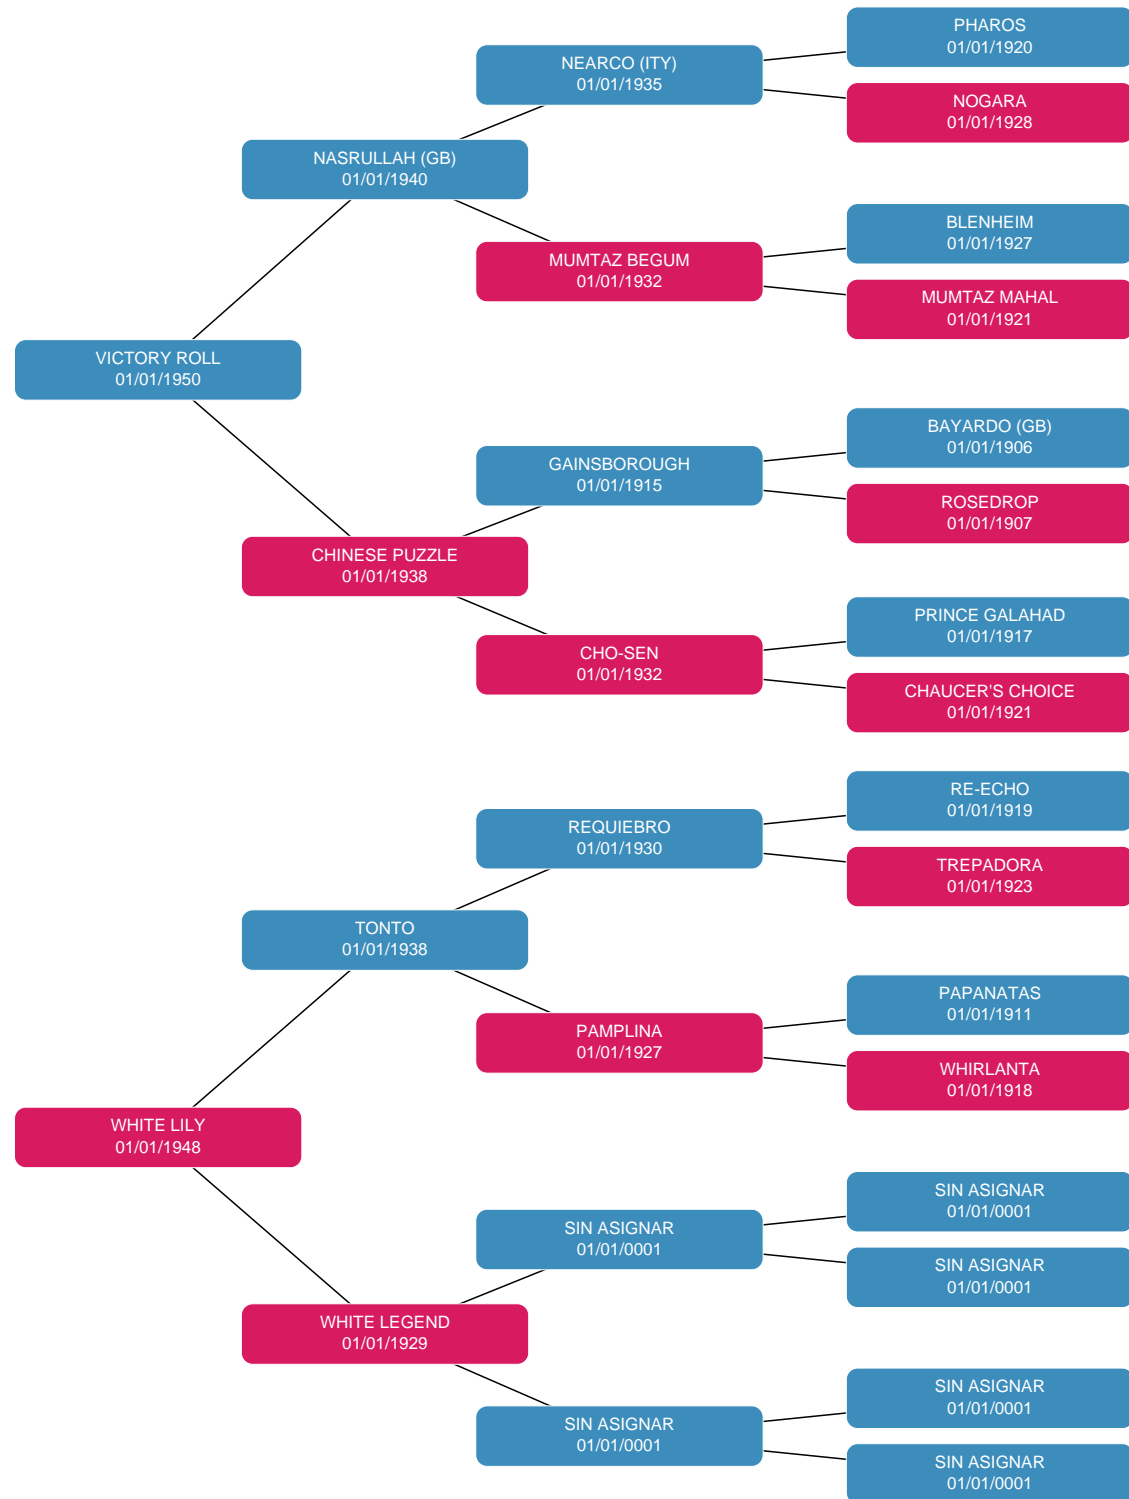 PHAROS
01/01/1920
NEARCO (ITY)
01/01/1935
NOGARA
01/01/1928
NASRULLAH (GB)
01/01/1940
BLENHEIM
01/01/1927
MUMTAZ BEGUM
01/01/1932
MUMTAZ MAHAL
01/01/1921
VICTORY ROLL
01/01/1950
BAYARDO (GB)
01/01/1906
GAINSBOROUGH
01/01/1915
ROSEDROP
01/01/1907
CHINESE PUZZLE
01/01/1938
PRINCE GALAHAD
01/01/1917
CHO-SEN
01/01/1932
CHAUCER'S CHOICE
01/01/1921
RE-ECHO
01/01/1919
REQUIEBRO
01/01/1930
TREPADORA
01/01/1923
TONTO
01/01/1938
PAPANATAS
01/01/1911
PAMPLINA
01/01/1927
WHIRLANTA
01/01/1918
WHITE LILY
01/01/1948
SIN ASIGNAR
01/01/0001
SIN ASIGNAR
01/01/0001
SIN ASIGNAR
01/01/0001
WHITE LEGEND
01/01/1929
SIN ASIGNAR
01/01/0001
SIN ASIGNAR
01/01/0001
SIN ASIGNAR
01/01/0001